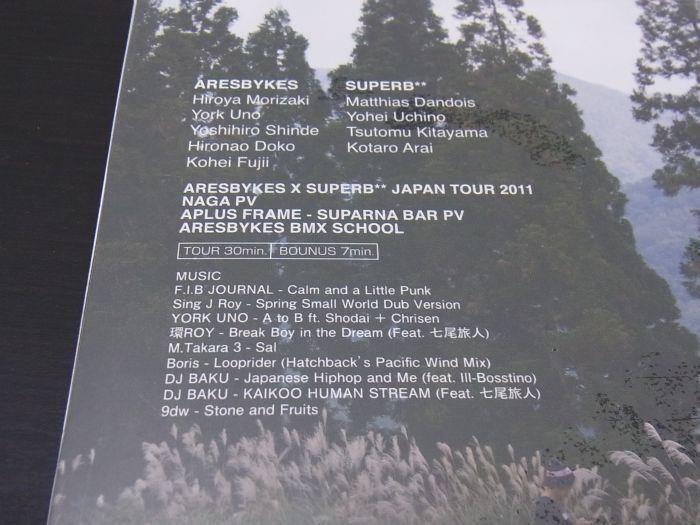 ARESBYKES
Hiroya Morizaki
York Uno
Yoshihiro Shinde
Hironao Doko
Kohei Fujii
SUPERB**
Matthias Dandois
Yohei Uchino
Tsutomu Kitayama
Kotaro Arai
ARESBYKES X SUPERB** JAPAN TOUR 2011
NAGA PV
APLUS FRAME - SUPARNA BAR PV
ARESBYKES BMX SCHOOL
TOUR 30min. BOUNUS 7min.
MUSIC
F.I.B JOURNAL - Calm and a Little Punk
Sing J Roy - Spring Small World Dub Version
YORK UNO - A to B ft. Shodai + Chrisen
環ROY - Break Boy in the Dream (Feat. 七尾旅人)
M.Takara 3 - Sal
Boris - Looprider (Hatchback's Pacific Wind Mix)
DJ BAKU - Japanese Hiphop and Me (feat. Ill-Bosstino)
DJ BAKU - KAIKOO HUMAN STREAM (Feat. 七尾旅人)
9dw - Stone and Fruits